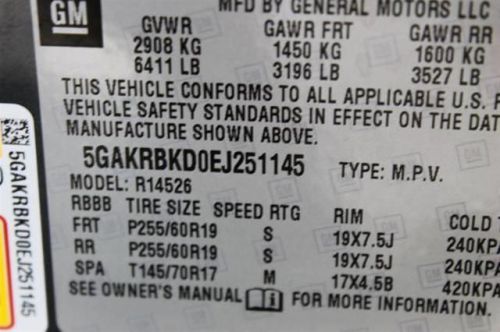 MFD BY GENERAL MOTORS LLC
GM
GVWR GAWR FRT GAWR RR
2908 KG 1450 KG 1600 KG
6411 LB 3196 LB 3527 LB
THIS VEHICLE CONFORMS TO ALL APPLICABLE U.S. F
VEHICLE SAFETY STANDARDS IN EFFECT ON THE DAT
MANUFACTURE SHOWN ABOVE.
5GAKRBKD0EJ251145 TYPE: M.P.V.
MODEL: R14526
RBBB TIRE SIZE SPEED RTG RIM COLD T
FRT P255/60R19 S 19X7.5J 240KPA
RR P255/60R19 S 19X7.5J 240KPA
SPA T145/70R17 M 17X4.5B 420KPA
SEE OWNER'S MANUAL i FOR MORE INFORMATION.
5GAKRBKD0EJ251145